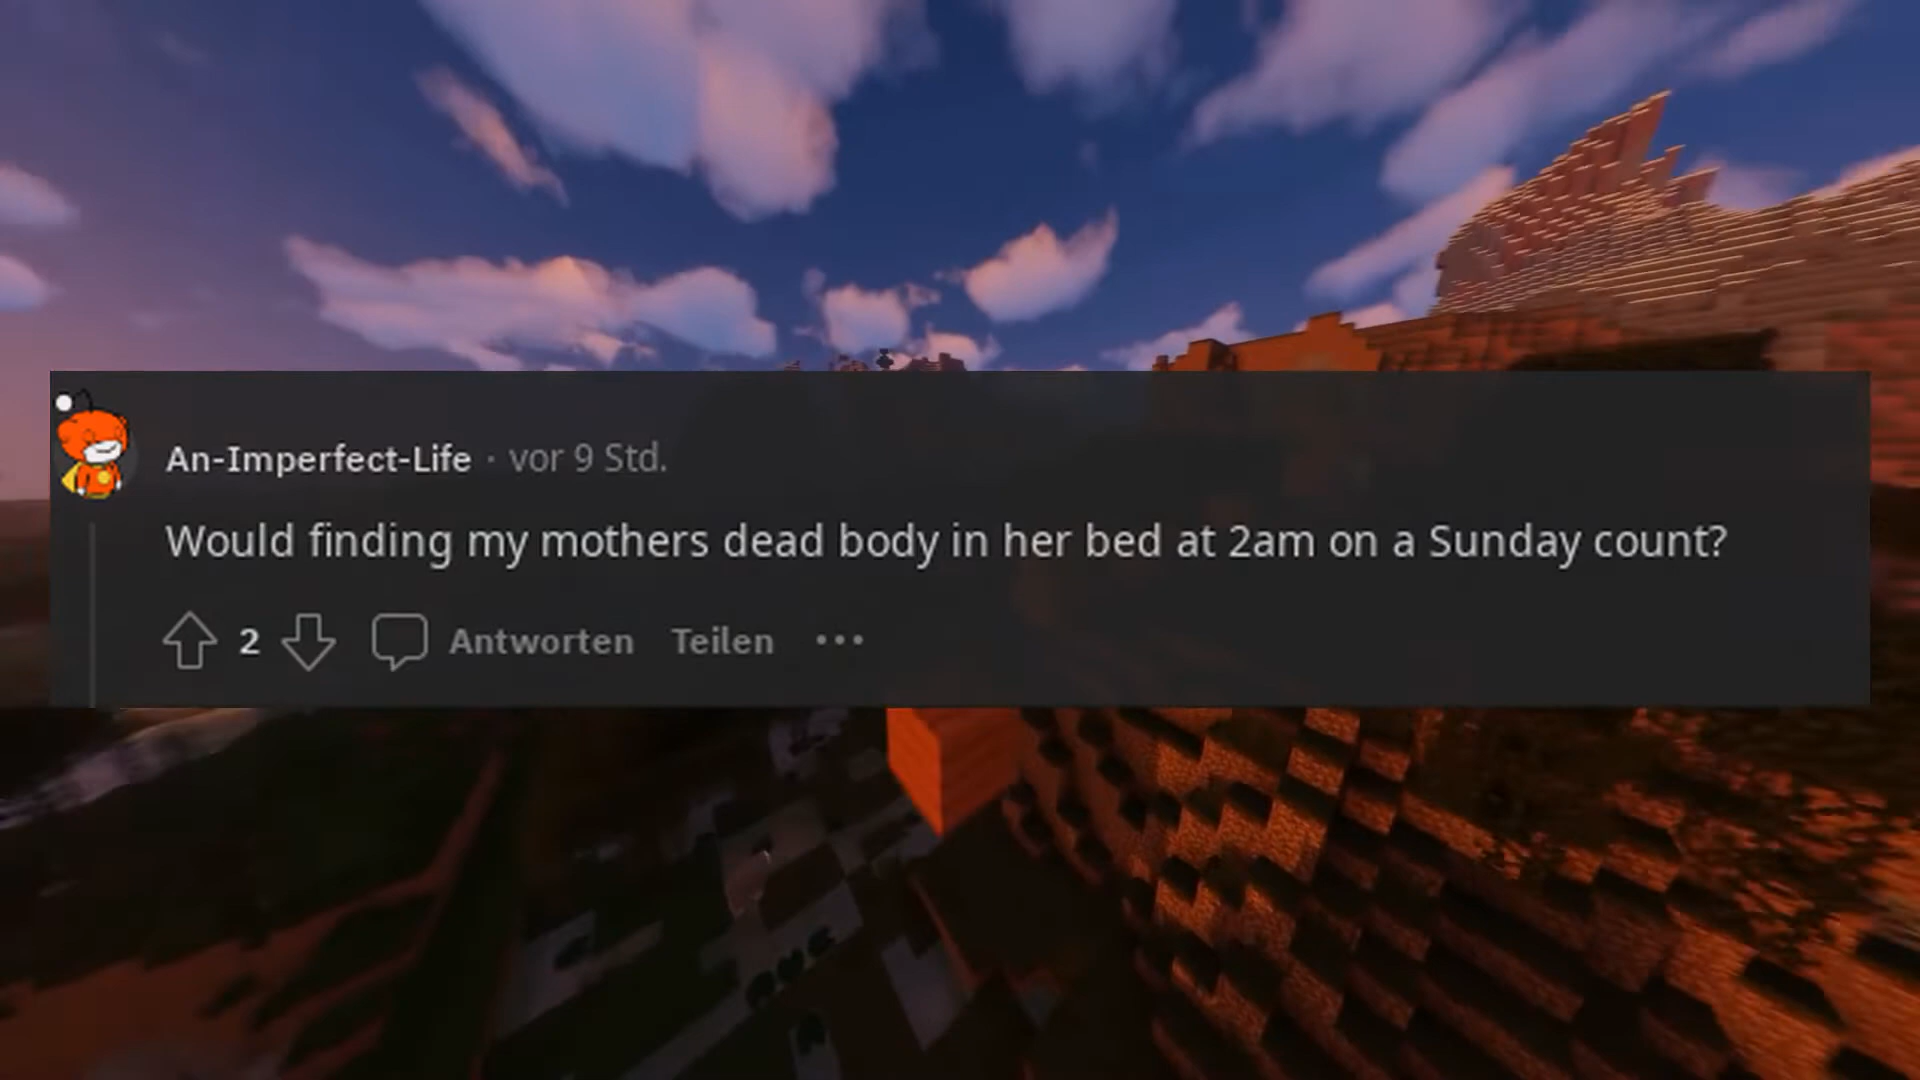 An-Imperfect-Life · vor 9 Std.
Would finding my mothers dead body in her bed at 2am on a Sunday count?
2 Antworten Teilen ···